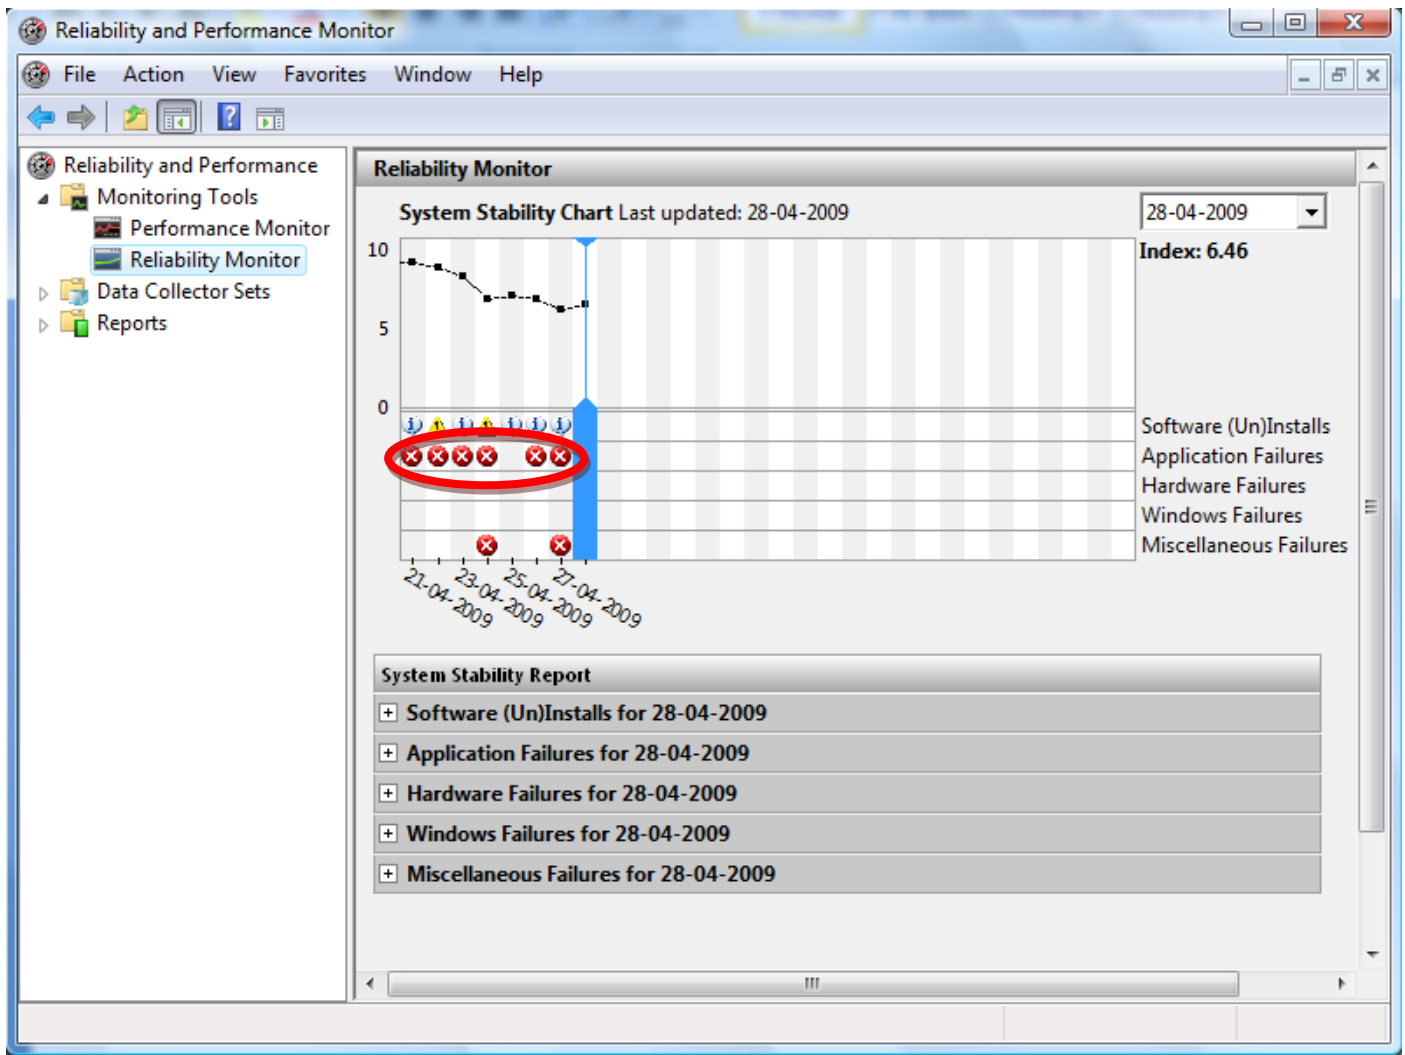 Reliability and Performance Monitor
File Action View Favorites Window Help
Reliability and Performance
Monitoring Tools
Performance Monitor
Reliability Monitor
Data Collector Sets
Reports
Reliability Monitor
System Stability Chart Last updated: 28-04-2009
28-04-2009
Index: 6.46
10
5
0
Software (Un)Installs
Application Failures
Hardware Failures
Windows Failures
Miscellaneous Failures
21-04-2009
23-04-2009
25-04-2009
27-04-2009
System Stability Report
Software (Un)Installs for 28-04-2009
Application Failures for 28-04-2009
Hardware Failures for 28-04-2009
Windows Failures for 28-04-2009
Miscellaneous Failures for 28-04-2009